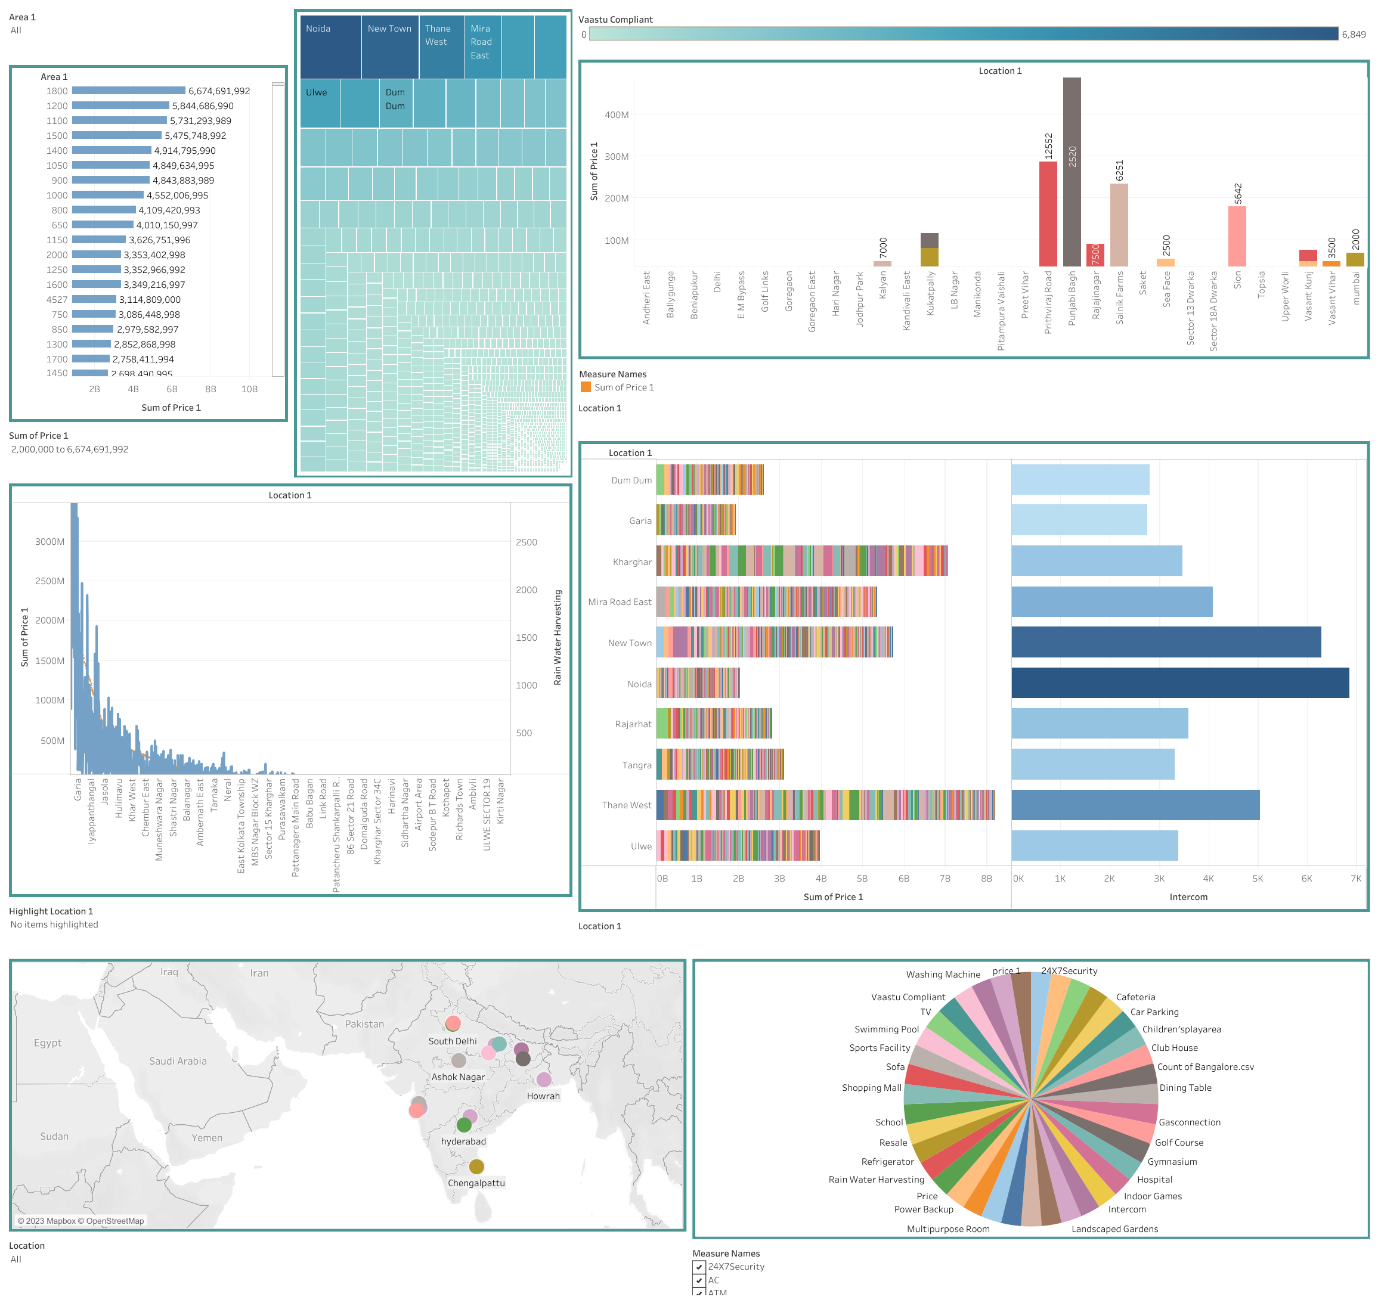 Area 1
All
Area 1
1800 6,674,691,992
1200 5,844,686,990
1100 5,731,293,989
1500 5,475,748,992
1400 4,914,795,990
1050 4,849,634,995
900 4,843,883,989
1000 4,552,006,995
800 4,109,420,993
650 4,010,150,997
1150 3,626,751,996
2000 3,353,402,998
1250 3,352,966,992
1600 3,349,216,997
4527 3,114,809,000
750 3,086,448,998
850 2,979,582,997
1300 2,852,868,998
1700 2,758,411,994
1450 2,698,490,995
2B 4B 6B 8B 10B
Sum of Price 1
Sum of Price 1
2,000,000 to 6,674,691,992
Noida
New Town
Thane
West
Mira
Road
East
Ulwe
Dum
Dum
Vaastu Compliant
0
6,849
Location 1
Sum of Price 1
400M
300M
200M
100M
7000
12552
2520
7500
6251
2500
5642
3500
2000
Andheri East
Ballygunge
Beniapukur
Delhi
E M Bypass
Golf Links
Goregaon
Goregaon East
Hari Nagar
Jodhpur Park
Kalyan
Kandivali East
Kukatpally
LB Nagar
Manikonda
Pitampura Vaishali
Preet Vihar
Prithviraj Road
Punjabi Bagh
Rajajinagar
Sainik Farms
Saket
Sea Face
Sector 13 Dwarka
Sector 18A Dwarka
Sion
Topsia
Upper Worli
Vasant Kunj
Vasant Vihar
mumbai
Measure Names
Sum of Price 1
Location 1
Location 1
Sum of Price 1
3000M
2500M
2000M
1500M
1000M
500M
2500
2000
1500
1000
500
Rain Water Harvesting
Garia
Iyappanthangal
Jasola
Hulimavu
Khar West
Chembur East
Muneshwara Nagar
Shastri Nagar
Balanagar
Ambernath East
Tarnaka
Neral
East Kolkata Township
MBS Nagar Block WZ
Sector 15 Kharghar
Purasawalkam
Pattanagere Main Road
Babu Bagan
Link Road
Patancheru Shankarpalli R..
86 Sector 21 Road
Domalguda Road
Kharghar Sector 34C
Harinavi
Sidhartha Nagar
Airport Area
Sodepur B T Road
Kothapet
Richards Town
Ambivli
ULWE SECTOR 19
Kirti Nagar
Highlight Location 1
No items highlighted
Location 1
Dum Dum
Garia
Kharghar
Mira Road East
New Town
Noida
Rajarhat
Tangra
Thane West
Ulwe
0B 1B 2B 3B 4B 5B 6B 7B 8B
Sum of Price 1
0K 1K 2K 3K 4K 5K 6K 7K
Intercom
Location 1
Iraq
Iran
Pakistan
Egypt
Saudi Arabia
Sudan
Yemen
South Delhi
Ashok Nagar
Howrah
hyderabad
Chengalpattu
© 2023 Mapbox © OpenStreetMap
Location
All
price 1
24X7Security
Washing Machine
Cafeteria
Vaastu Compliant
Car Parking
TV
Children'splayarea
Swimming Pool
Club House
Sports Facility
Count of Bangalore.csv
Sofa
Dining Table
Shopping Mall
Gasconnection
School
Golf Course
Resale
Gymnasium
Refrigerator
Hospital
Rain Water Harvesting
Indoor Games
Price
Intercom
Power Backup
Landscaped Gardens
Multipurpose Room
Measure Names
24X7Security
AC
ATM